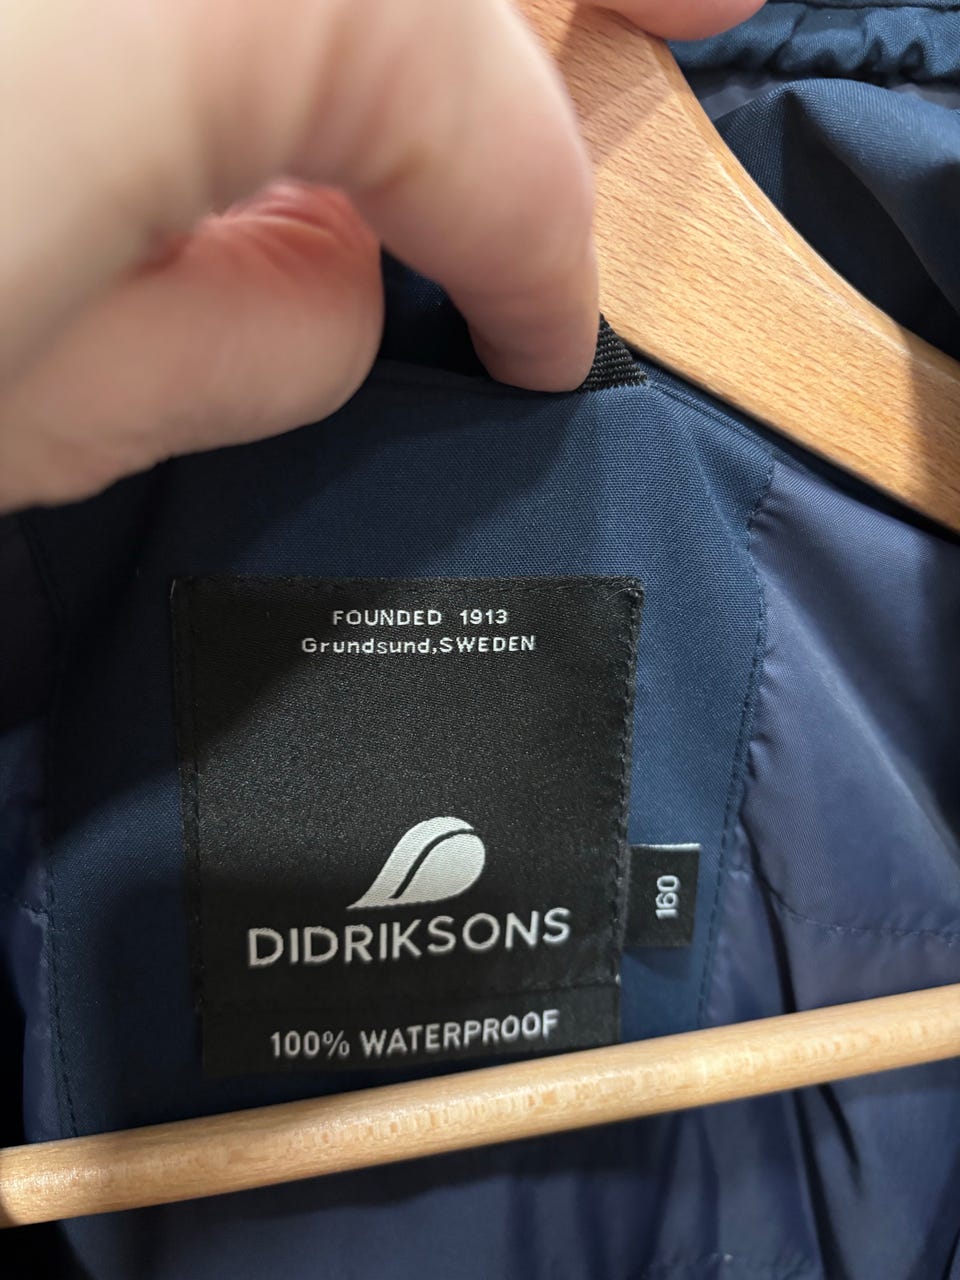 FOUNDED 1913
Grundsund,SWEDEN
DIDRIKSONS
160
100% WATERPROOF